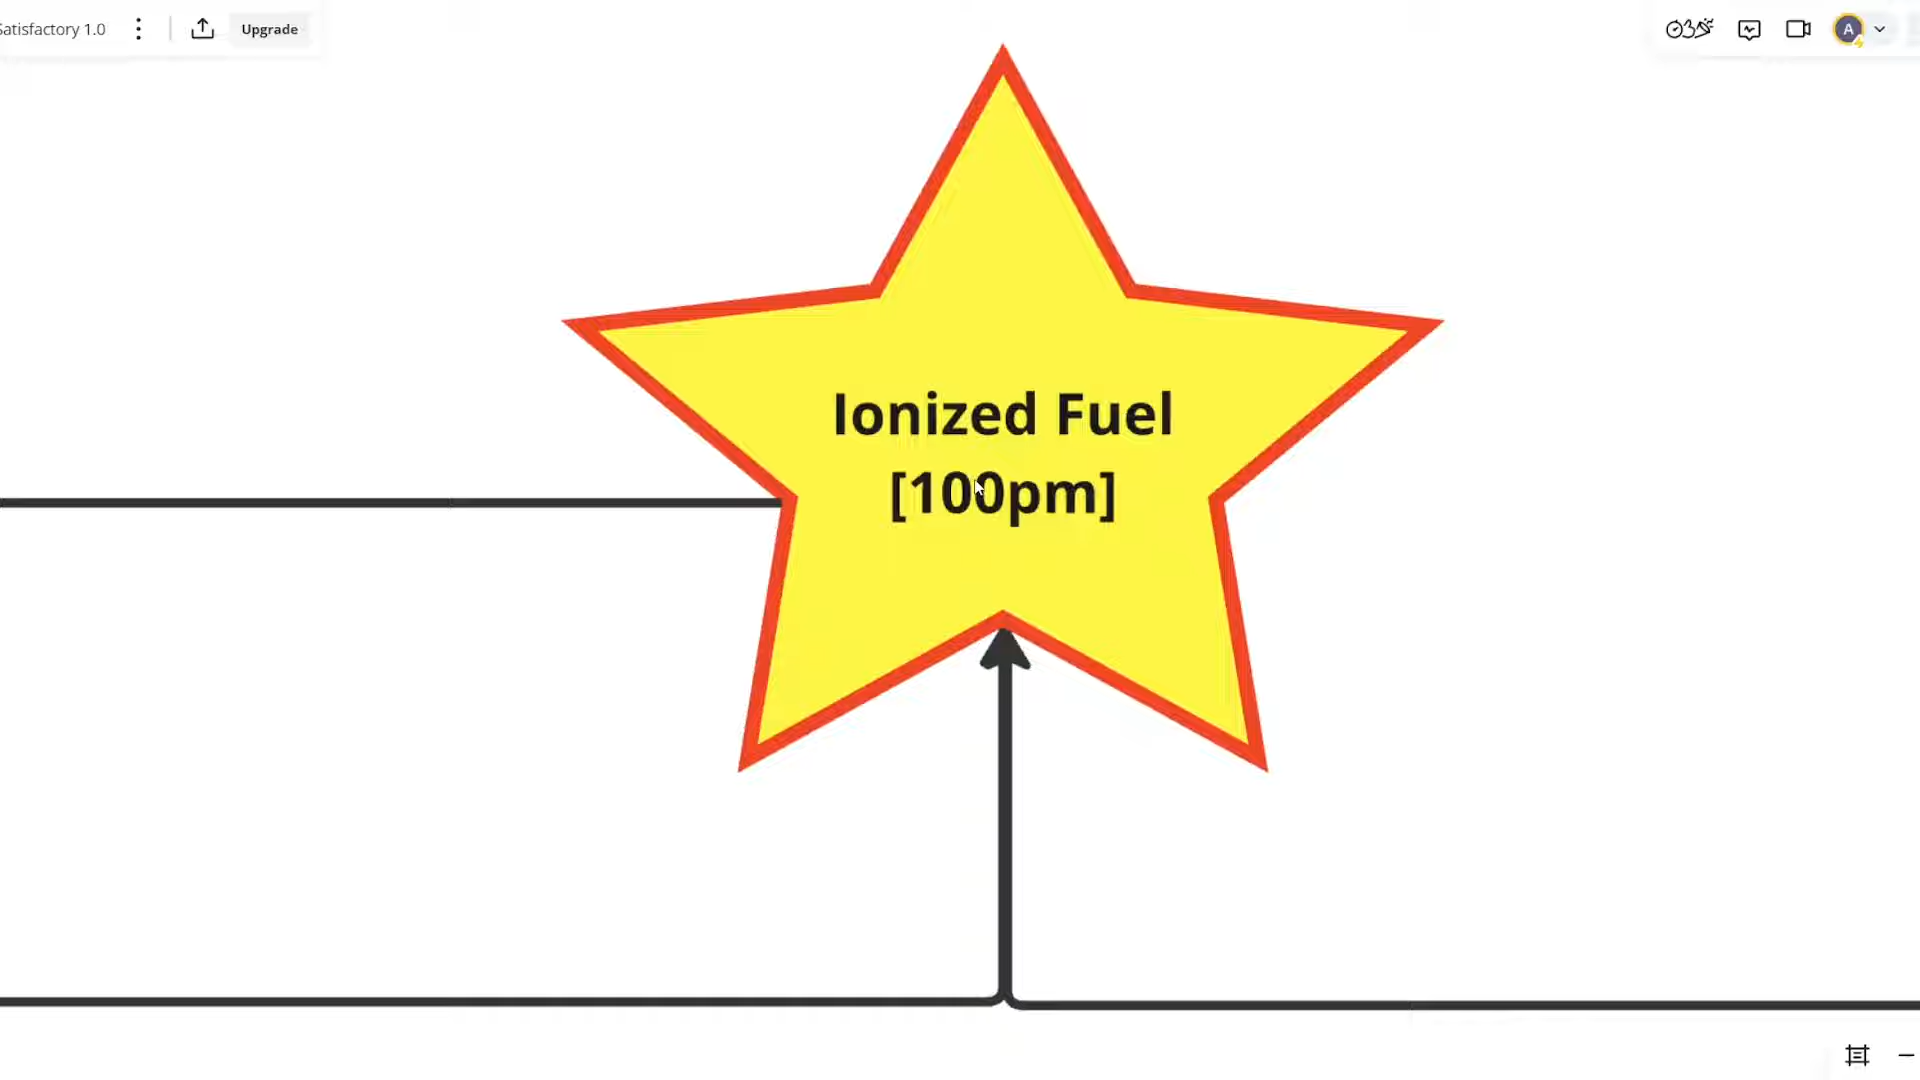 Satisfactory 1.0
Upgrade
A
Ionized Fuel
[100pm]